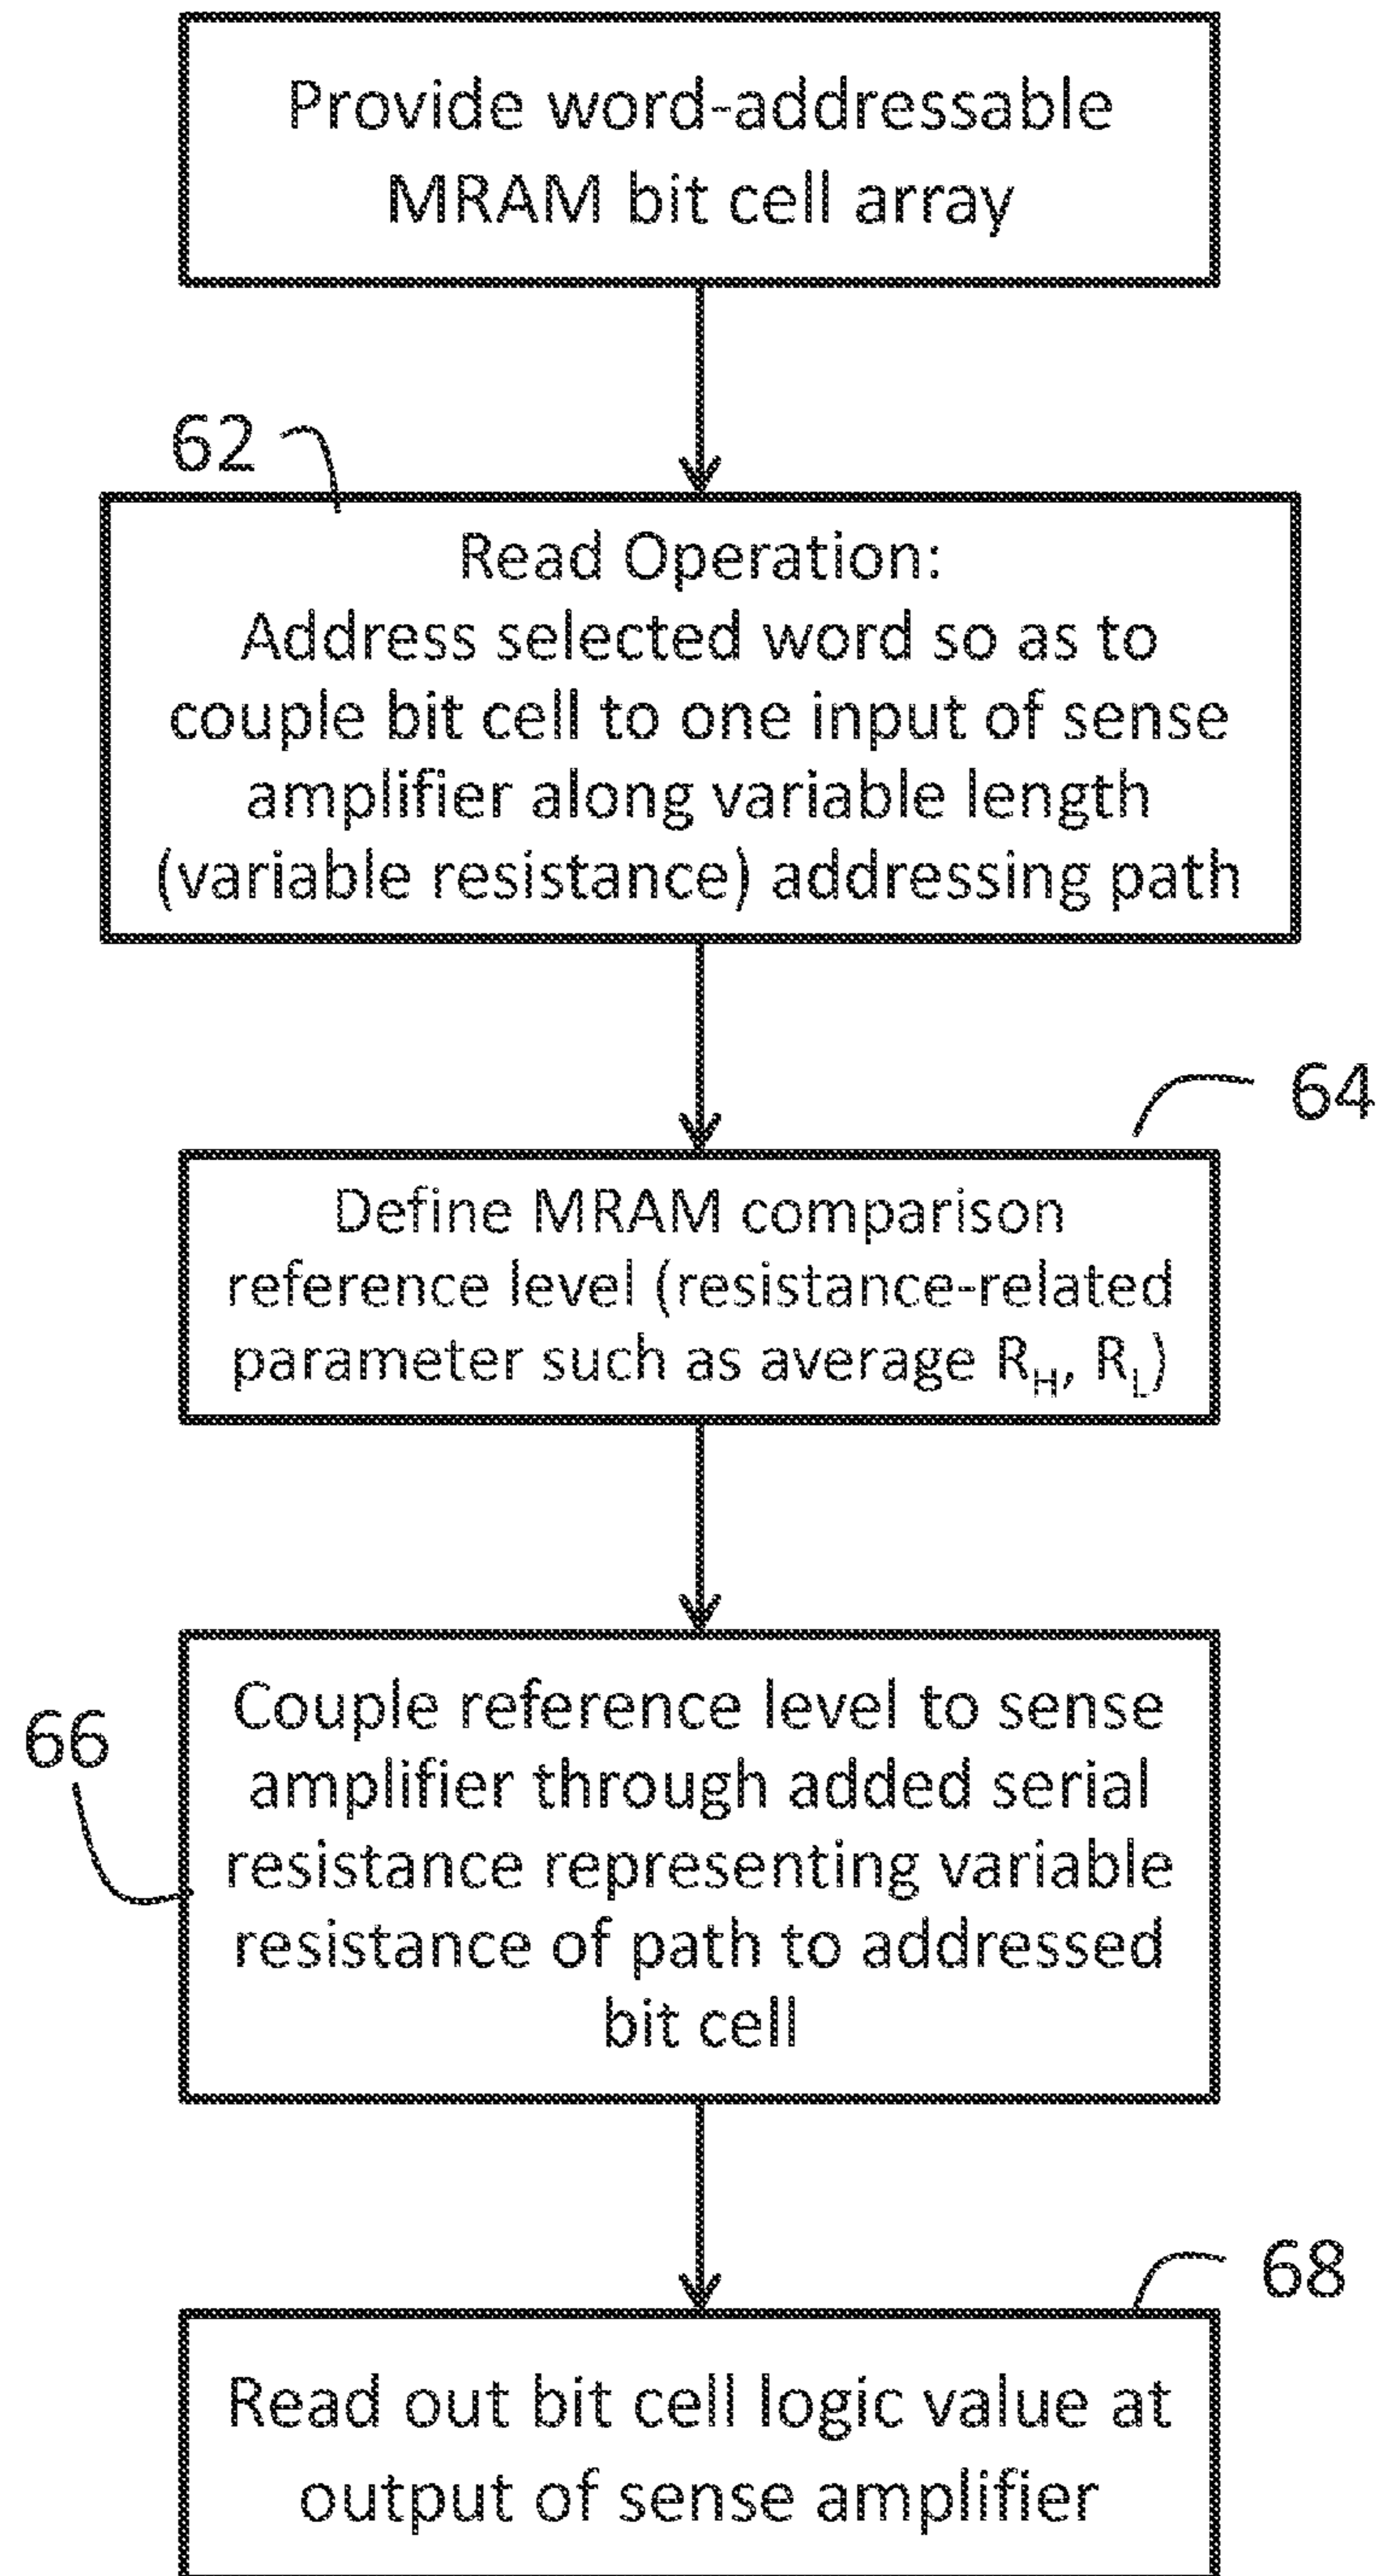 Provide word-addressable
MRAM bit cell array
62
Read Operation:
Address selected word so as to
couple bit cell to one input of sense
amplifier along variable length
(variable resistance) addressing path
64
Define MRAM comparison
reference level (resistance-related
parameter such as average R_H, R_L)
66
Couple reference level to sense
amplifier through added serial
resistance representing variable
resistance of path to addressed
bit cell
68
Read out bit cell logic value at
output of sense amplifier